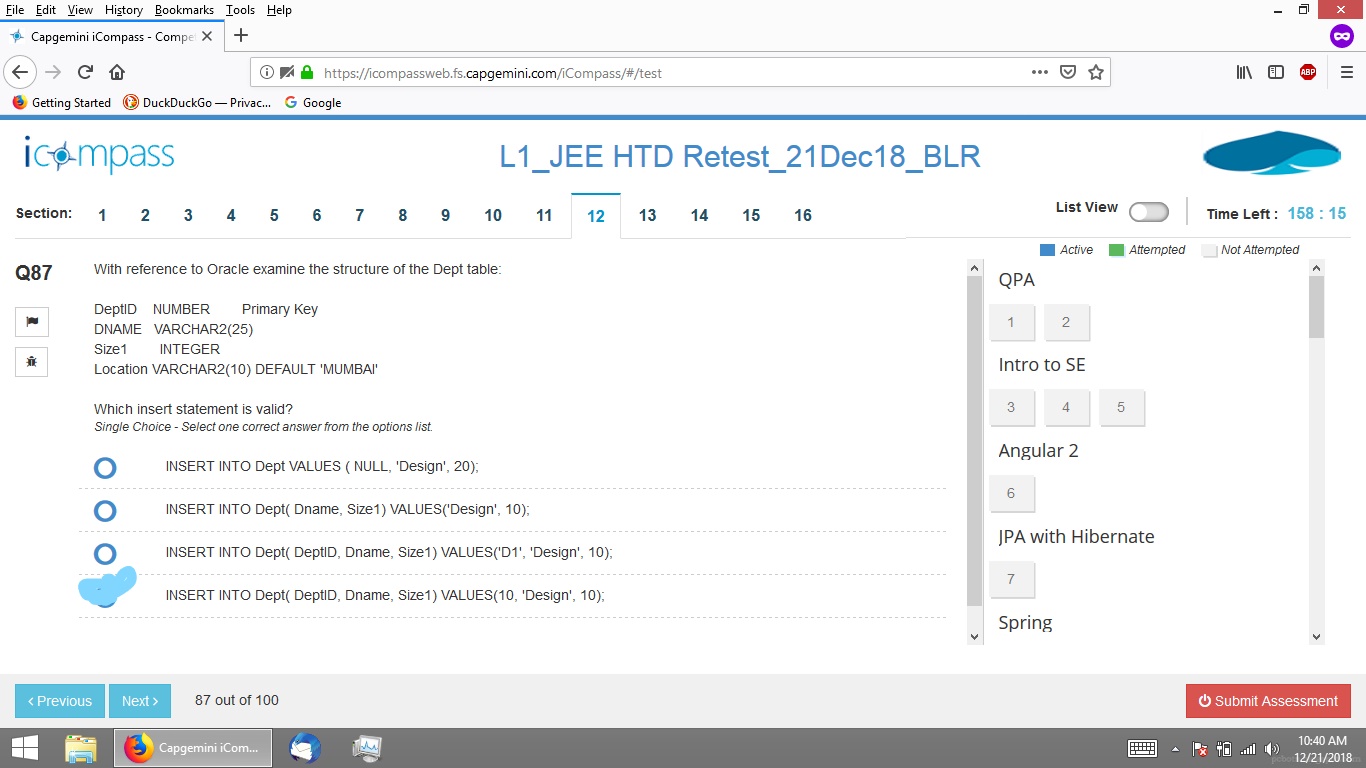 File Edit View History Bookmarks Tools Help
Capgemini iCompass - Compet
https://icompassweb.fs.capgemini.com/iCompass/#/test
ABP
Getting Started DuckDuckGo — Privac... Google
icompass
L1_JEE HTD Retest_21Dec18_BLR
Section: 1 2 3 4 5 6 7 8 9 10 11 12 13 14 15 16
List View
Time Left : 158 : 15
Active Attempted Not Attempted
Q87
With reference to Oracle examine the structure of the Dept table:
DeptID NUMBER Primary Key
DNAME VARCHAR2(25)
Size1 INTEGER
Location VARCHAR2(10) DEFAULT 'MUMBAI'
Which insert statement is valid?
Single Choice - Select one correct answer from the options list.
INSERT INTO Dept VALUES ( NULL, 'Design', 20);
INSERT INTO Dept( Dname, Size1) VALUES('Design', 10);
INSERT INTO Dept( DeptID, Dname, Size1) VALUES('D1', 'Design', 10);
INSERT INTO Dept( DeptID, Dname, Size1) VALUES(10, 'Design', 10);
QPA
1 2
Intro to SE
3 4 5
Angular 2
6
JPA with Hibernate
7
Spring
Previous Next 87 out of 100
Submit Assessment
Capgemini iCom...
10:40 AM
12/21/2018